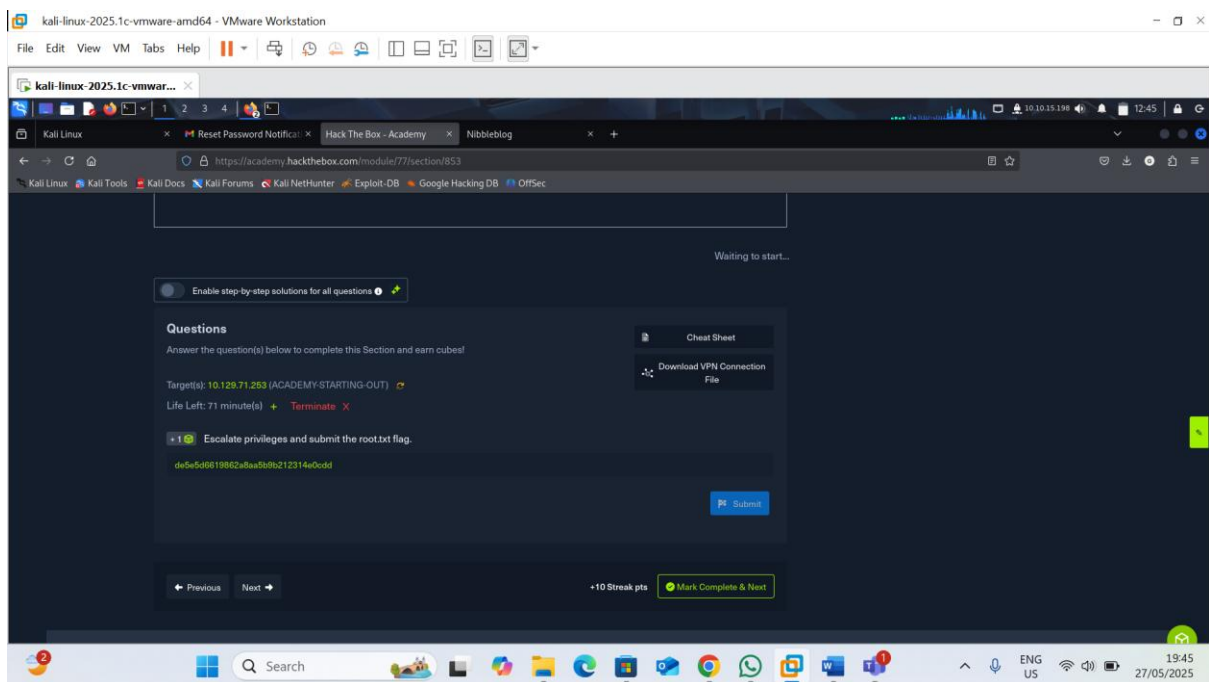 kali-linux-2025.1c-vmware-amd64 - VMware Workstation
File Edit View VM Tabs Help
kali-linux-2025.1c-vmwar...
1 2 3 4 10.10.15.198 12:45
Kali Linux Reset Password Notificati Hack The Box - Academy Nibbleblog
https://academy.hackthebox.com/module/77/section/853
Kali Linux Kali Tools Kali Docs Kali Forums Kali NetHunter Exploit-DB Google Hacking DB OffSec
Waiting to start...
Enable step-by-step solutions for all questions
Questions
Answer the question(s) below to complete this Section and earn cubes!
Cheat Sheet
Download VPN Connection File
Target(s): 10.129.71.253 (ACADEMY-STARTING-OUT)
Life Left: 71 minute(s) + Terminate X
+ 1 Escalate privileges and submit the root.txt flag.
de5e5d6619862a8aa5b9b212314e0cdd
Submit
Previous Next +10 Streak pts Mark Complete & Next
2 Search 1 ENG US 19:45 27/05/2025